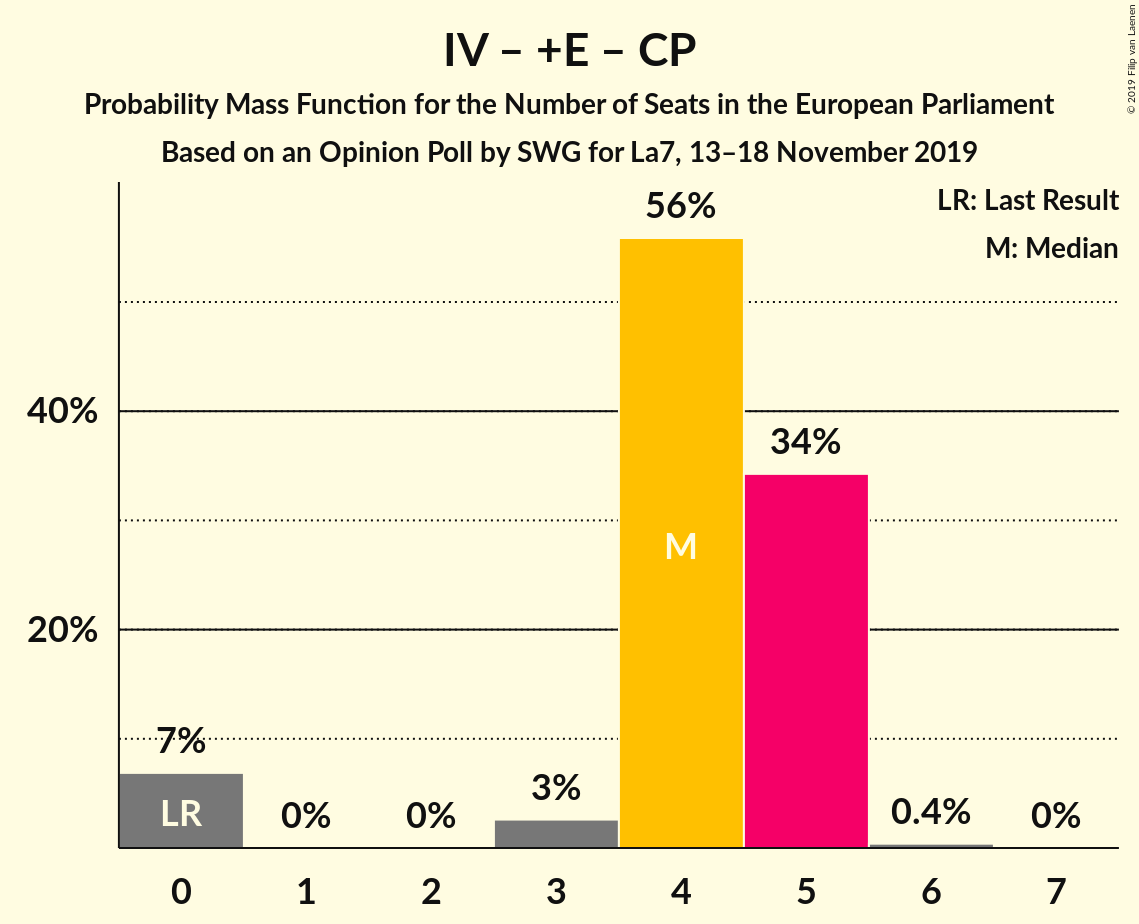 IV – +E – CP
Probability Mass Function for the Number of Seats in the European Parliament
Based on an Opinion Poll by SWG for La7, 13–18 November 2019
© 2019 Filip van Laenen
LR: Last Result
M: Median
56%
40%
34%
M
20%
7%
3%
LR
0%
0%
0.4%
0%
0 1 2 3 4 5 6 7